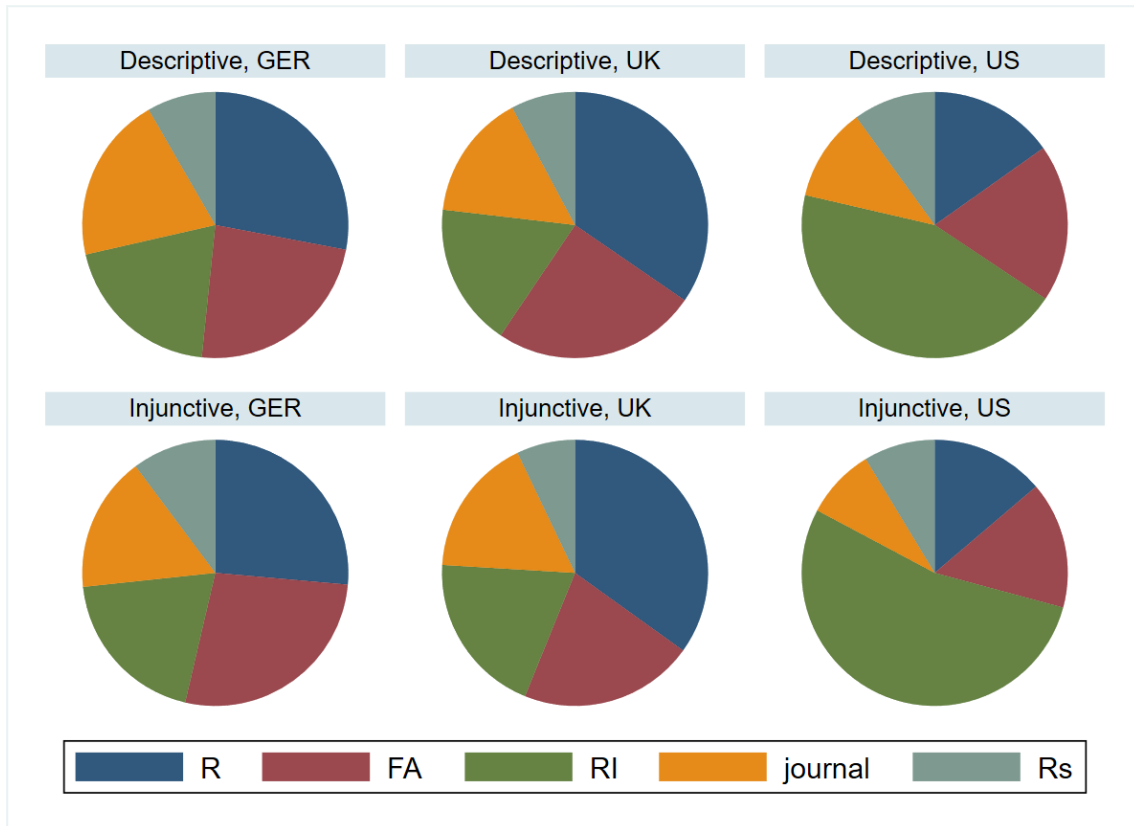 Descriptive, GER
Descriptive, UK
Descriptive, US
Injunctive, GER
Injunctive, UK
Injunctive, US
R
FA
RI
journal
Rs